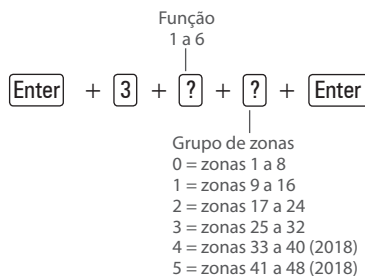 Função
1 a 6
Enter + 3 + ? + ? + Enter
Grupo de zonas
0 = zonas 1 a 8
1 = zonas 9 a 16
2 = zonas 17 a 24
3 = zonas 25 a 32
4 = zonas 33 a 40 (2018)
5 = zonas 41 a 48 (2018)